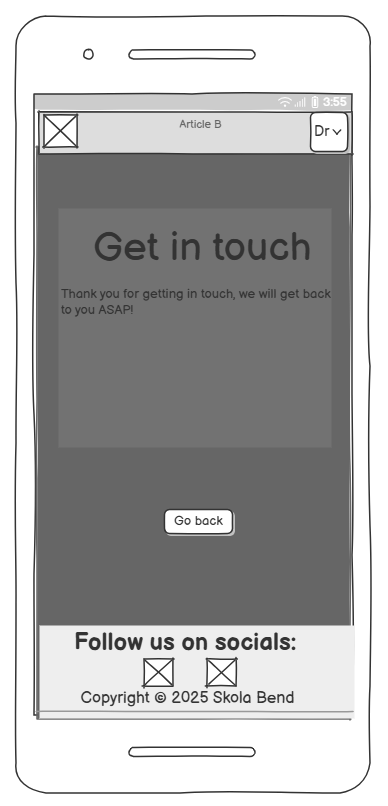 3:55
Article B
Dr
Get in touch
Thank you for getting in touch, we will get back
to you ASAP!
Go back
Follow us on socials:
Copyright © 2025 Skola Bend